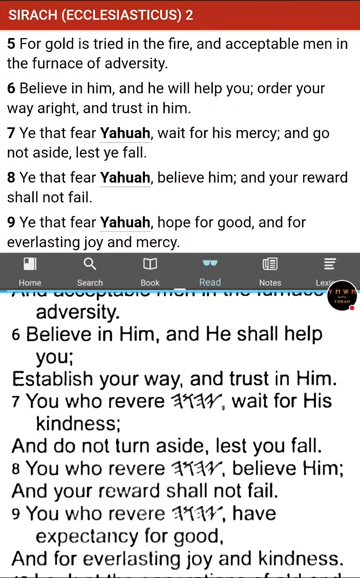 SIRACH (ECCLESIASTICUS) 2
5 For gold is tried in the fire, and acceptable men in
the furnace of adversity.
6 Believe in him, and he will help you; order your
way aright, and trust in him.
7 Ye that fear Yahuah, wait for his mercy; and go
not aside, lest ye fall.
8 Ye that fear Yahuah, believe him; and your reward
shall not fail.
9 Ye that fear Yahuah, hope for good, and for
everlasting joy and mercy.
Home Search Book Read Notes Lexi
And acceptable men in the furnace
adversity.
6 Believe in Him, and He shall help
you;
Establish your way, and trust in Him.
7 You who revere 𐤉𐤄𐤅𐤄, wait for His
kindness;
And do not turn aside, lest you fall.
8 You who revere 𐤉𐤄𐤅𐤄, believe Him;
And your reward shall not fail.
9 You who revere 𐤉𐤄𐤅𐤄, have
expectancy for good,
And for everlasting joy and kindness.